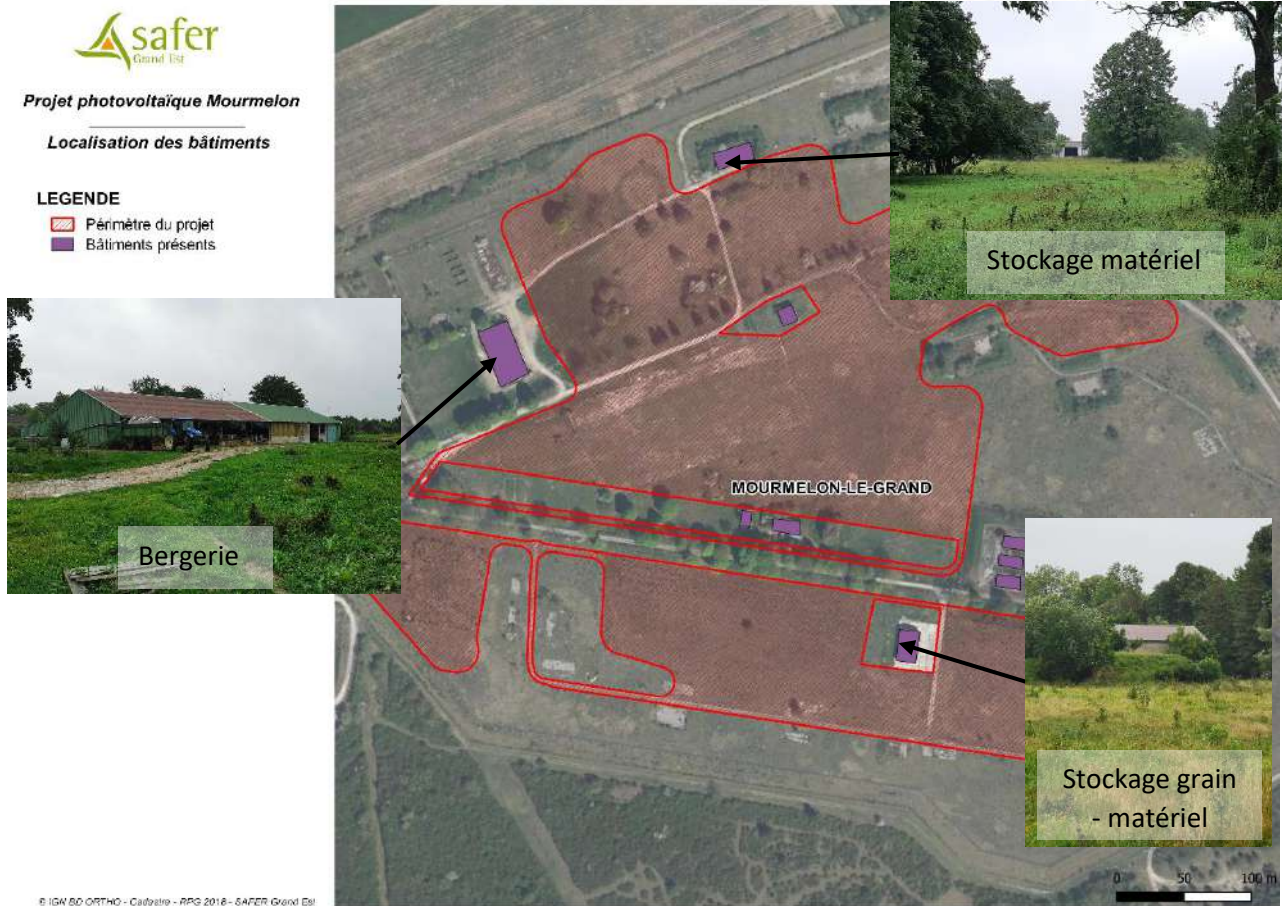 safer
Grand Est
Projet photovoltaïque Mourmelon
Localisation des bâtiments
LEGENDE
Périmètre du projet
Bâtiments présents
Stockage matériel
Bergerie
MOURMELON-LE-GRAND
Stockage grain
- matériel
0 50 100 m
© IGN BD ORTHO - Cadastre - RPG 2018 - SAFER Grand Est